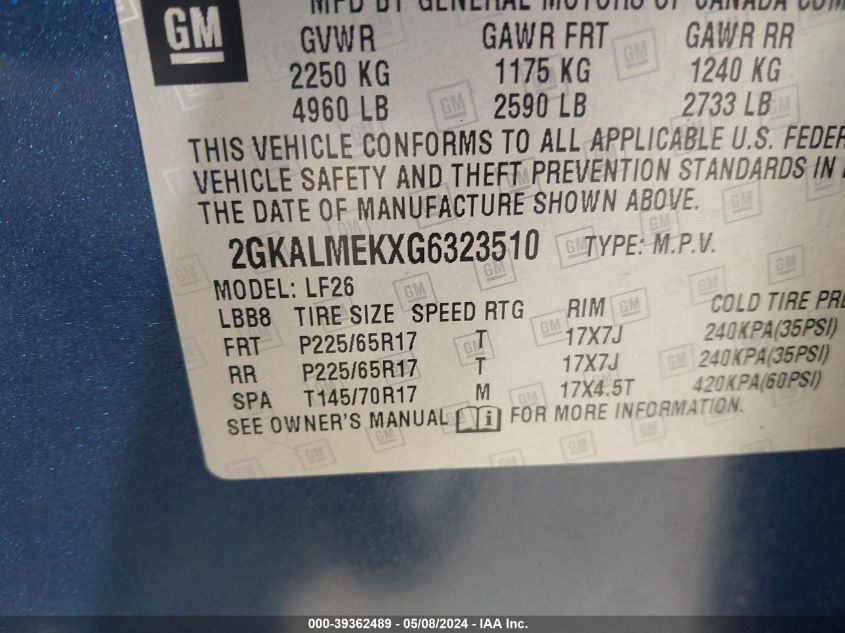 GM
MFD BY GENERAL MOTORS OF CANADA COM
GVWR GAWR FRT GAWR RR
2250 KG 1175 KG 1240 KG
4960 LB 2590 LB 2733 LB
THIS VEHICLE CONFORMS TO ALL APPLICABLE U.S. FEDER
VEHICLE SAFETY AND THEFT PREVENTION STANDARDS IN
THE DATE OF MANUFACTURE SHOWN ABOVE.
2GKALMEKXG6323510 TYPE: M.P.V.
MODEL: LF26
LBB8 TIRE SIZE SPEED RTG RIM COLD TIRE PRE
FRT P225/65R17 T 17X7J 240KPA(35PSI)
RR P225/65R17 T 17X7J 240KPA(35PSI)
SPA T145/70R17 M 17X4.5T 420KPA(60PSI)
SEE OWNER'S MANUAL i FOR MORE INFORMATION.
000-39362489 - 05/08/2024 - IAA Inc.